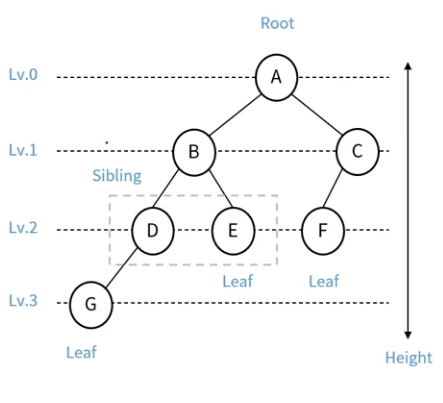 Root
Lv.0
A
Lv.1
B
C
Sibling
Lv.2
D
E
F
Leaf
Leaf
Lv.3
G
Leaf
Height